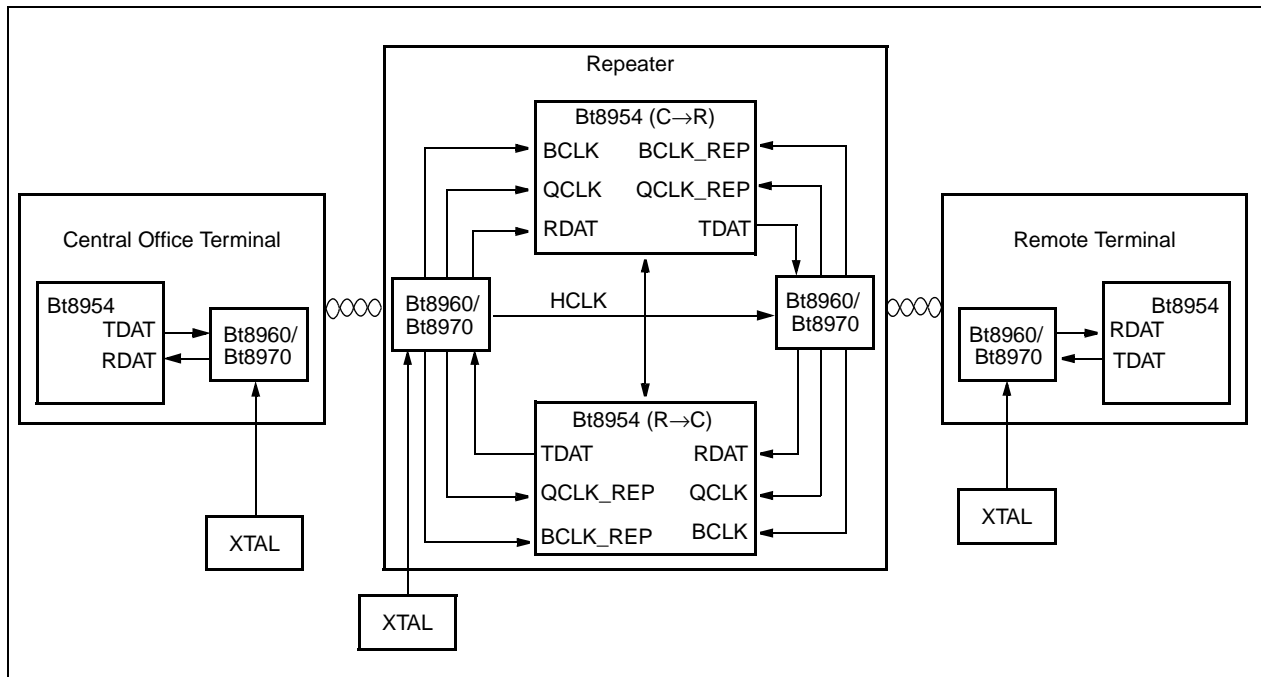 Repeater
Bt8954 (C→R)
BCLK BCLK_REP
QCLK QCLK_REP
RDAT TDAT
Central Office Terminal
Bt8954
TDAT
RDAT
Bt8960/
Bt8970
XTAL
Bt8960/
Bt8970
HCLK
Bt8960/
Bt8970
XTAL
Bt8954 (R→C)
TDAT RDAT
QCLK_REP QCLK
BCLK_REP BCLK
Remote Terminal
Bt8960/
Bt8970
Bt8954
RDAT
TDAT
XTAL